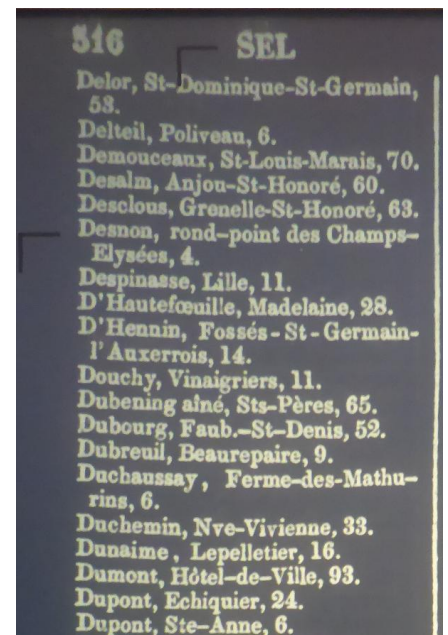 516 SEL
Delor, St-Dominique-St-Germain,
53.
Delteil, Poliveau, 6.
Demouceaux, St-Louis-Marais, 70.
Desalm, Anjou-St-Honoré, 60.
Desclous, Grenelle-St-Honoré, 63.
Desnon, rond-point des Champs-
Elysées, 4.
Despinasse, Lille, 11.
D'Hautefœuille, Madelaine, 28.
D'Hennin, Fossés-St-Germain-
l'Auxerrois, 14.
Douchy, Vinaigriers, 11.
Dubening aîné, Sts-Pères, 65.
Dubourg, Faub.-St-Denis, 52.
Dubreuil, Beaurepaire, 9.
Duchaussay, Ferme-des-Mathu-
rins, 6.
Duchemin, Nve-Vivienne, 33.
Dunaime, Lepelletier, 16.
Dumont, Hôtel-de-Ville, 93.
Dupont, Echiquier, 24.
Dupont, Ste-Anne, 6.